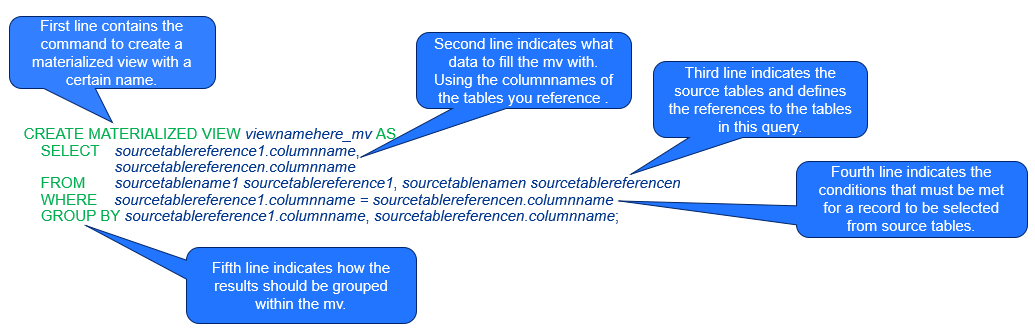 First line contains the
command to create a
materialized view with a
certain name.
Second line indicates what
data to fill the mv with.
Using the columnnames of
the tables you reference .
Third line indicates the
source tables and defines
the references to the tables
in this query.
CREATE MATERIALIZED VIEW viewnamehere_mv AS
SELECT sourcetablereference1.columnname,
sourcetablereferencen.columnname
FROM sourcetablename1 sourcetablereference1, sourcetablenamen sourcetablereferencen
WHERE sourcetablereference1.columnname = sourcetablereferencen.columnname
GROUP BY sourcetablereference1.columnname, sourcetablereferencen.columnname;
Fourth line indicates the
conditions that must be met
for a record to be selected
from source tables.
Fifth line indicates how the
results should be grouped
within the mv.